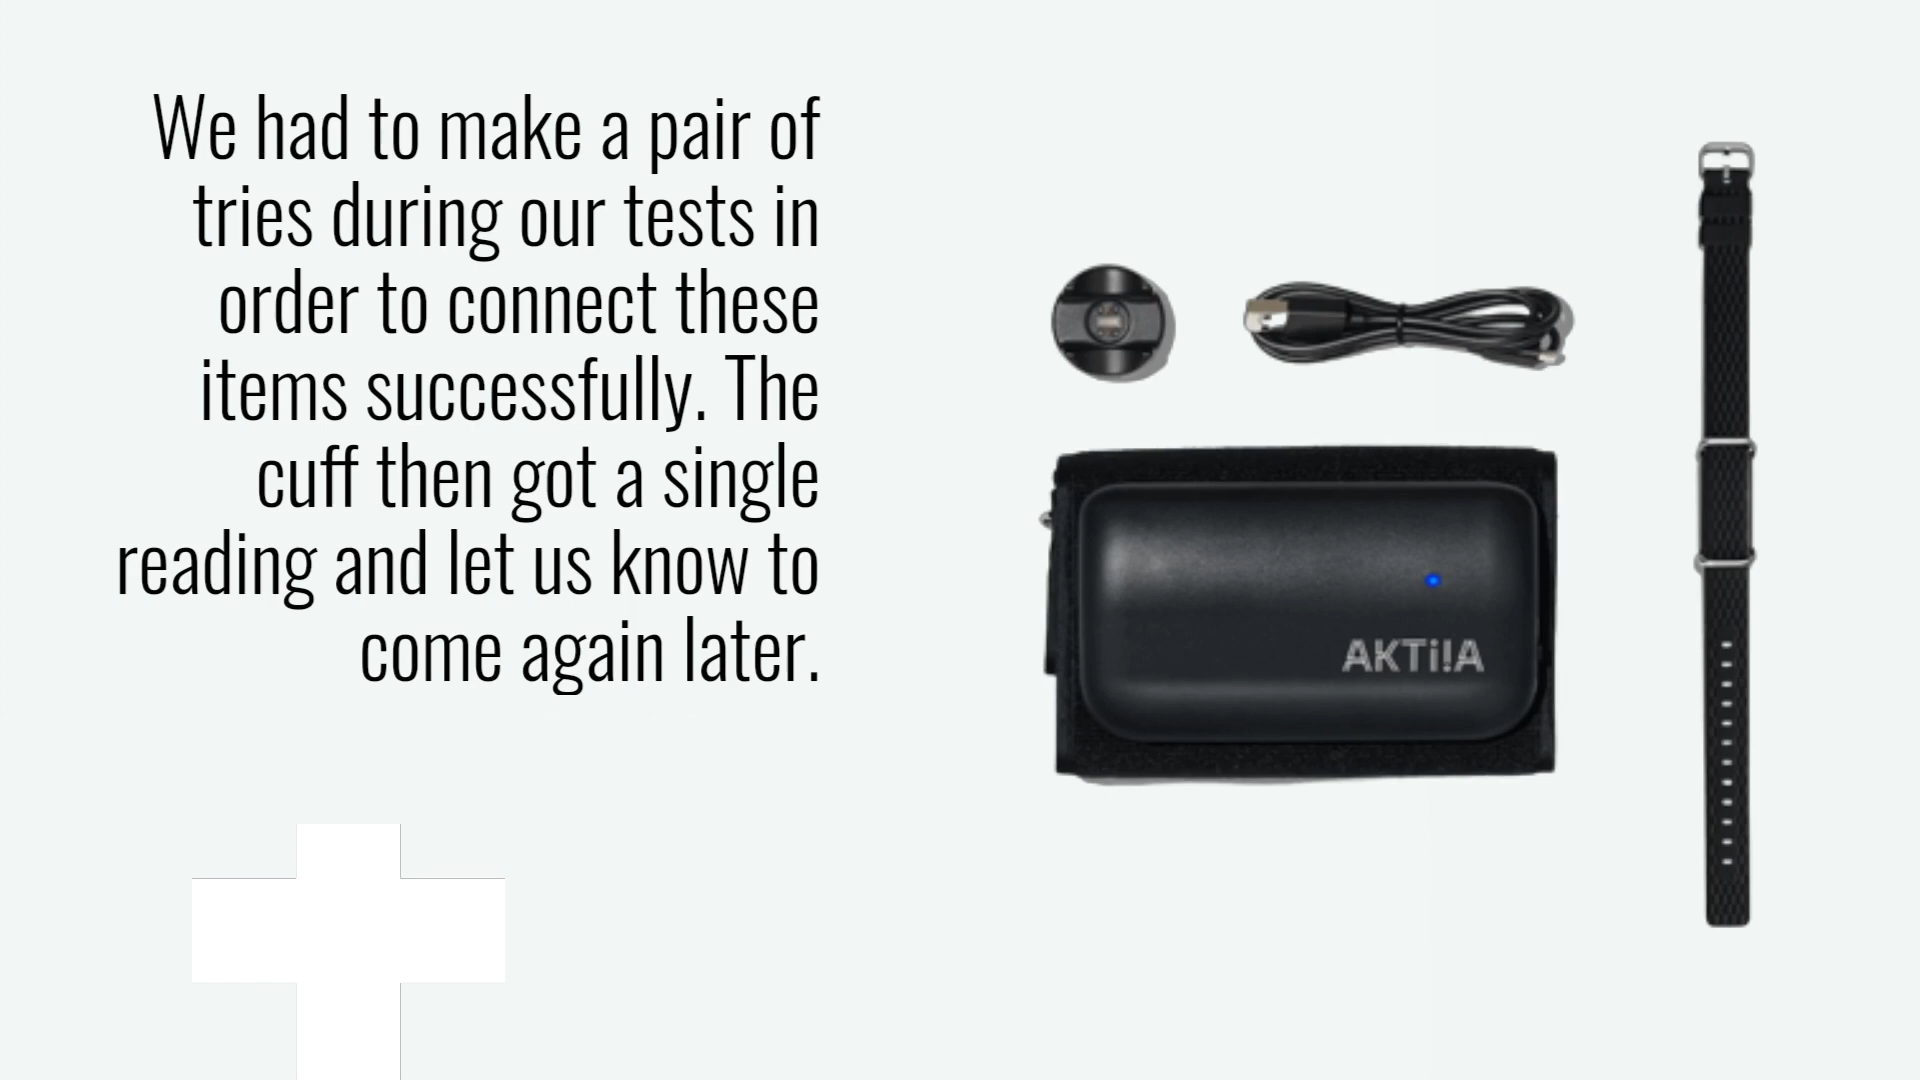 We had to make a pair of
tries during our tests in
order to connect these
items successfully. The
cuff then got a single
reading and let us know to
come again later.
AKTi!A